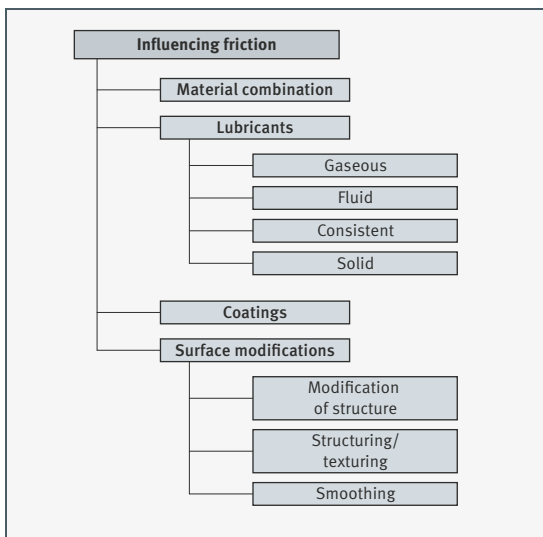 Influencing friction
Material combination
Lubricants
Gaseous
Fluid
Consistent
Solid
Coatings
Surface modifications
Modification
of structure
Structuring/
texturing
Smoothing